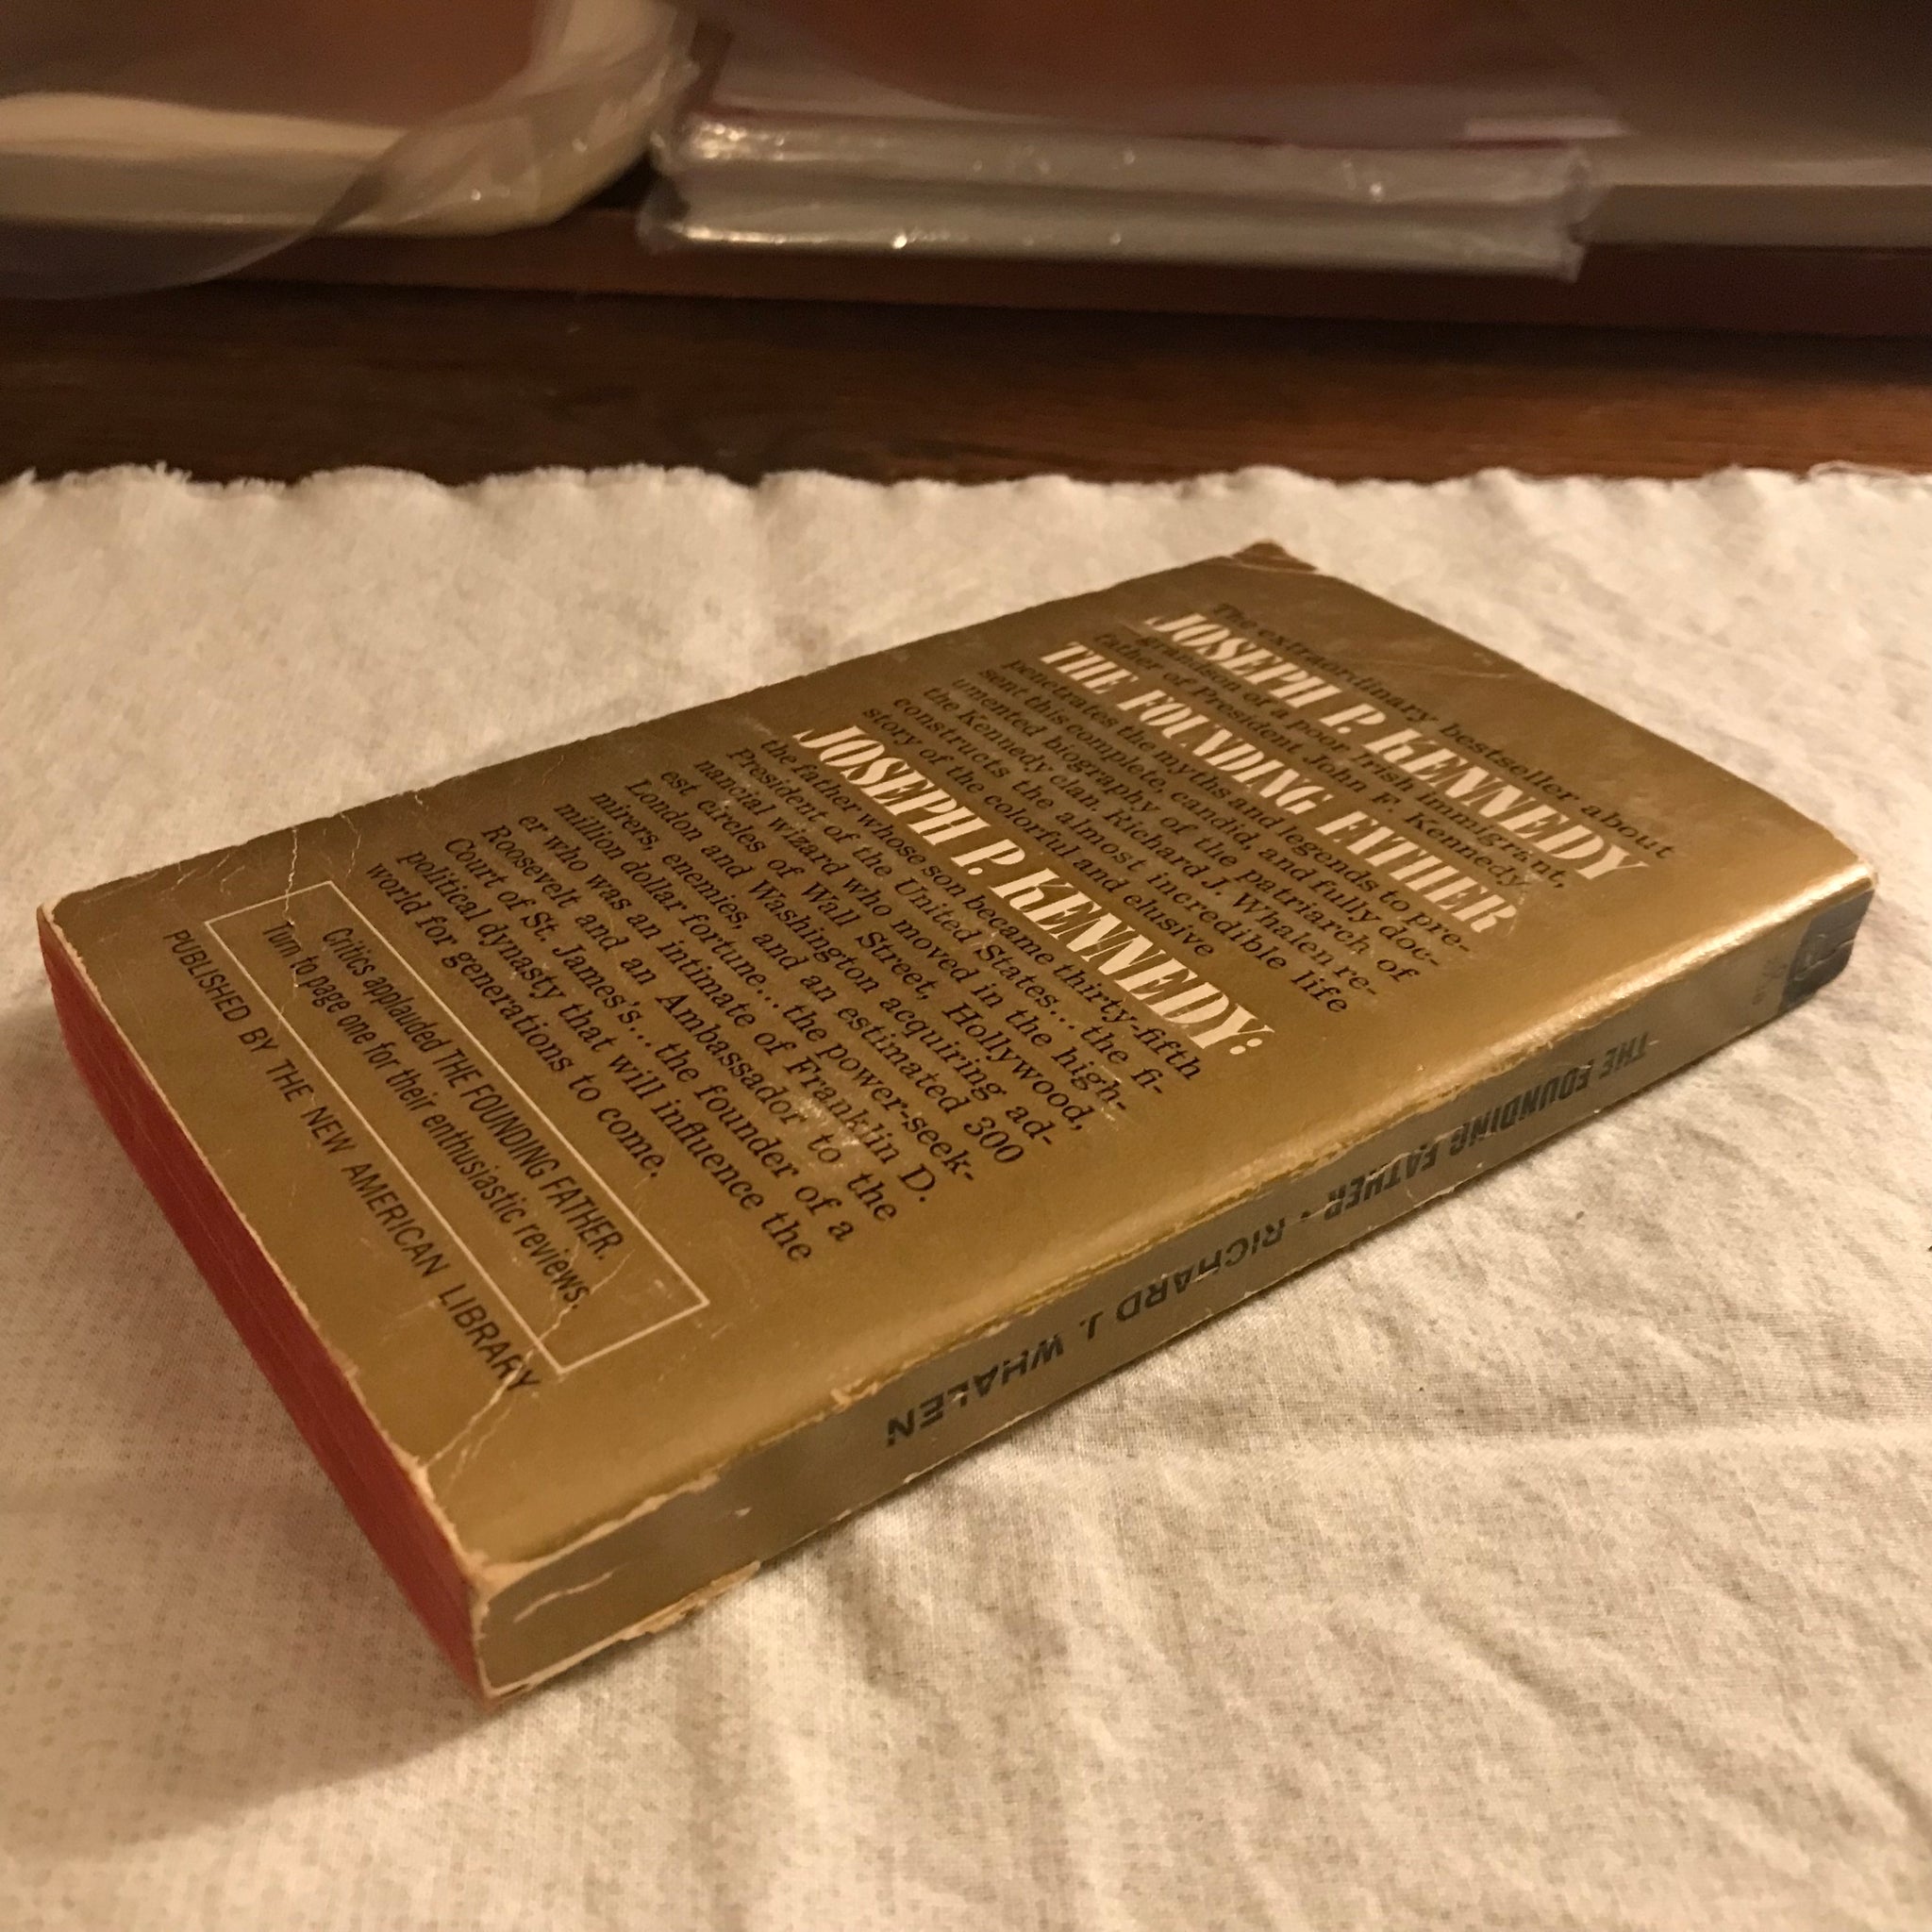 The extraordinary bestseller about
JOSEPH P. KENNEDY
grandson of a poor Irish immigrant,
father of President John F. Kennedy.
THE FOUNDING FATHER
penetrates the myths and legends to pre-
sent this complete, candid, and fully doc-
umented biography of the patriarch of
the Kennedy clan. Richard J. Whalen re-
constructs the almost incredible life
story of the colorful and elusive
JOSEPH P. KENNEDY:
the father whose son became thirty-fifth
President of the United States...the fi-
nancial wizard who moved in the high-
est circles of Wall Street, Hollywood,
London and Washington acquiring ad-
mirers, enemies, and an estimated 300
million dollar fortune...the power-seek-
er who was an intimate of Franklin D.
Roosevelt and an Ambassador to the
Court of St. James's...the founder of a
political dynasty that will influence the
world for generations to come.
Critics applauded THE FOUNDING FATHER.
Turn to page one for their enthusiastic reviews.
PUBLISHED BY THE NEW AMERICAN LIBRARY
THE FOUNDING FATHER • RICHARD J. WHALEN